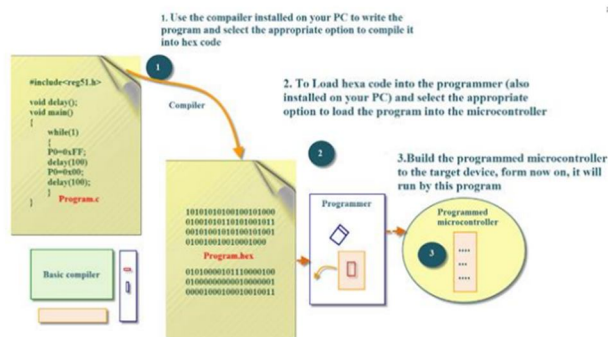 1. Use the compailer installed on your PC to write the
program and select the appropriate option to compile it
into hex code
1
#include<reg51.h>
void delay();
void main()
{
while(1)
{
P0=0xFF;
delay(100)
P0=0x00;
delay(100);
}
}
Program.c
Compiler
2. To Load hexa code into the programmer (also
installed on your PC) and select the appropriate
option to load the program into the microcontroller
2
3.Build the programmed microcontroller
to the target device, form now on, it will
run by this program
Programmer
Programmed
microcontroller
3
Basic compiler
10101010100100101000
01001010110101001011
00101001010100101001
0100100100100001000
Program.hex
01010000101110000100
01000000000010000001
00001000100010010011